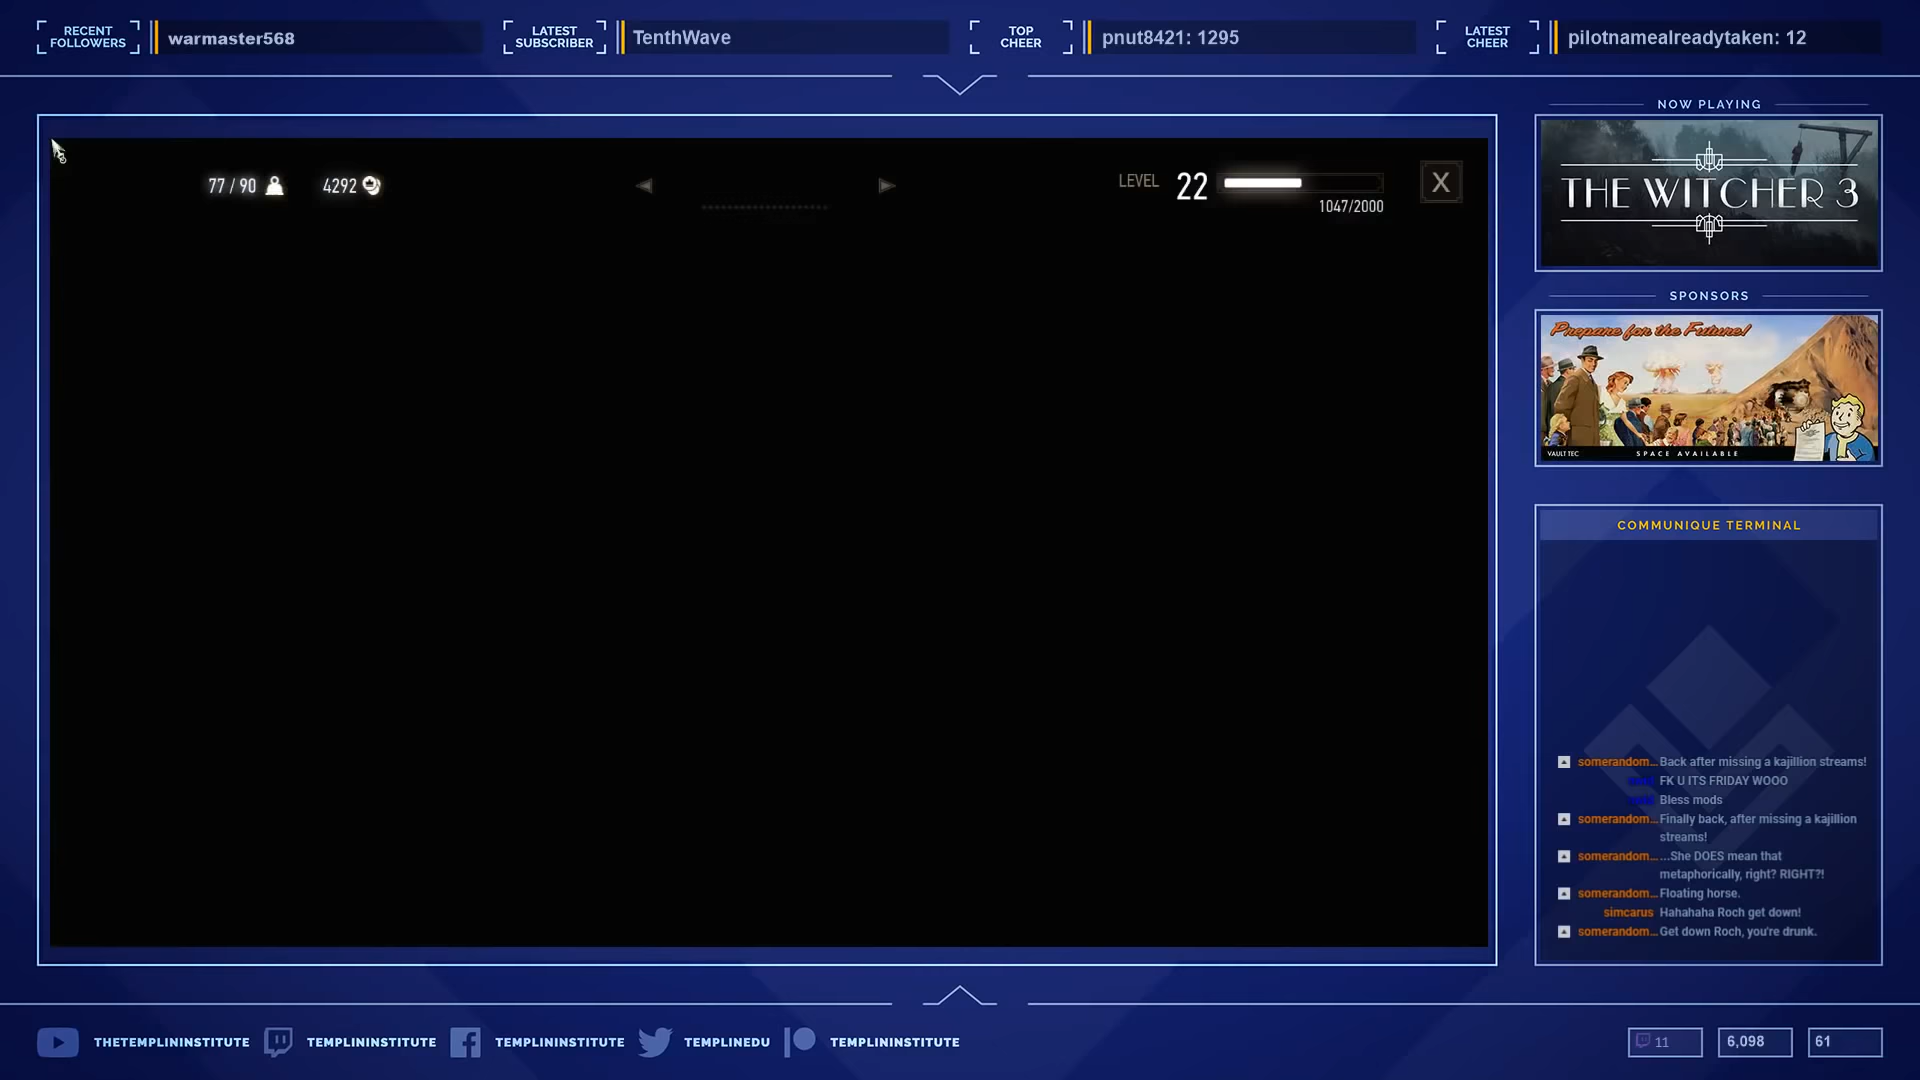 RECENT
FOLLOWERS
warmaster568
LATEST
SUBSCRIBER
TenthWave
TOP
CHEER
pnut8421: 1295
LATEST
CHEER
pilotnamealreadytaken: 12
77 / 90
4292
LEVEL 22
1047/2000
X
NOW PLAYING
THE WITCHER 3
SPONSORS
Prepare for the Future!
VAULT TEC
SPACE AVAILABLE
COMMUNIQUE TERMINAL
somerandom... Back after missing a kajillion streams!
FK U ITS FRIDAY WOOO
Bless mods
somerandom... Finally back, after missing a kajillion
streams!
somerandom... ...She DOES mean that
metaphorically, right? RIGHT?!
somerandom... Floating horse.
simcarus Hahahaha Roch get down!
somerandom... Get down Roch, you're drunk.
THETEMPLININSTITUTE
TEMPLININSTITUTE
TEMPLININSTITUTE
TEMPLINEDU
TEMPLININSTITUTE
11
6,098
61